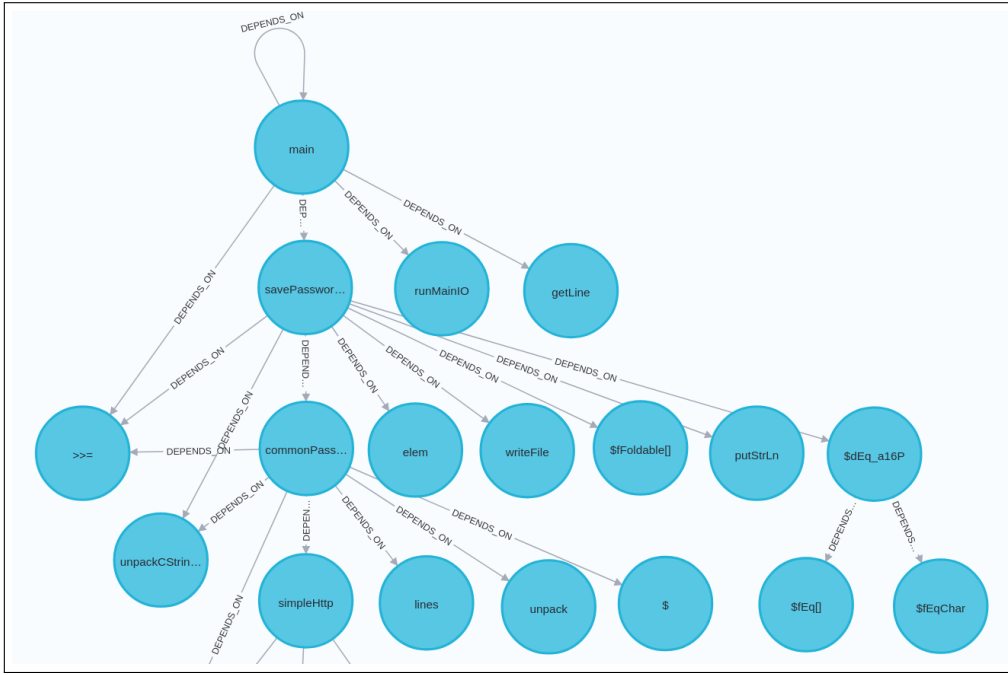 DEPENDS_ON
main
DEPENDS_ON
DEP...
DEPENDS_ON
DEPENDS_ON
savePasswor...
runMainIO
getLine
DEPENDS_ON
DEPENDS_ON
DEPEND...
DEPENDS_ON
DEPENDS_ON
DEPENDS_ON
DEPENDS_ON
DEPENDS_ON
DEPENDS_ON
>>=
DEPENDS_ON
commonPass...
elem
writeFile
$fFoldable[]
putStrLn
$dEq_a16P
DEPENDS_ON
DEPEN...
DEPENDS_ON
DEPENDS_ON
DEPENDS_ON
DEPENDS...
DEPENDS...
unpackCStrin...
simpleHttp
lines
unpack
$
$fEq[]
$fEqChar
DEPENDS_ON